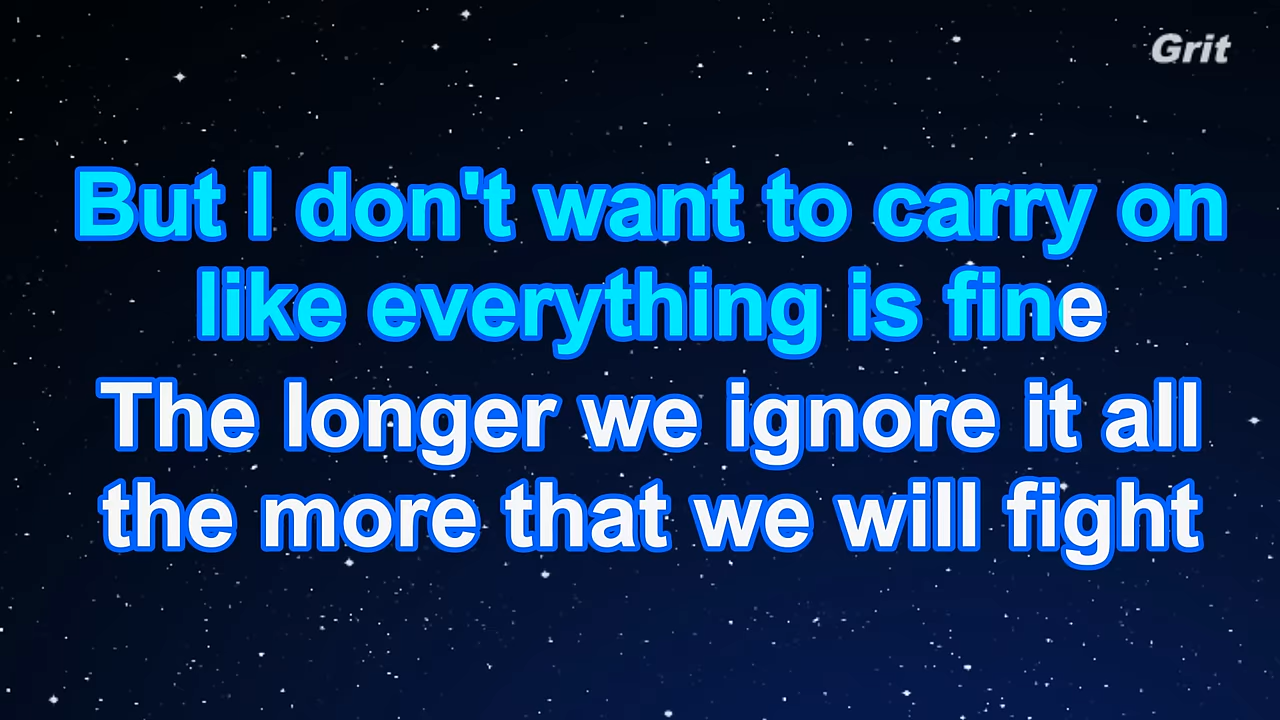 Grit
But I don't want to carry on
like everything is fine
The longer we ignore it all
the more that we will fight